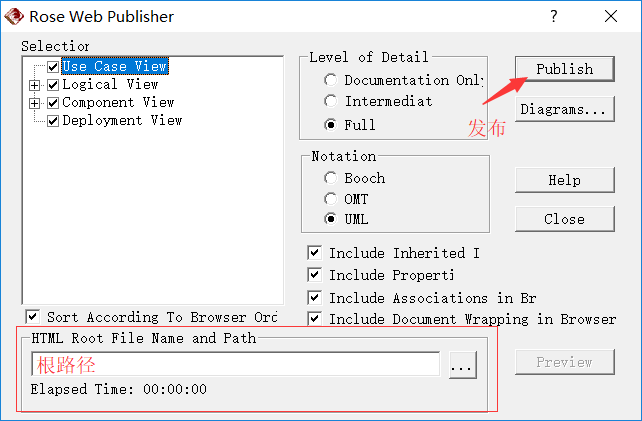 Rose Web Publisher
Selection
Use Case View
Logical View
Component View
Deployment View
Sort According To Browser Ord
Level of Detail
Documentation Only
Intermediat
Full
Notation
Booch
OMT
UML
Include Inherited I
Include Properti
Include Associations in Br
Include Document Wrapping in Browser
Publish
发布
Diagrams...
Help
Close
HTML Root File Name and Path
根路径
...
Elapsed Time: 00:00:00
Preview